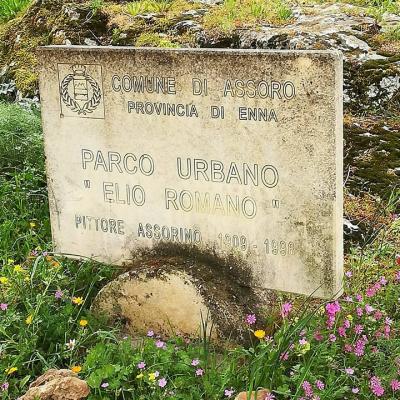 COMUNE DI ASSORO
PROVINCIA DI ENNA
PARCO URBANO
" ELIO ROMANO "
PITTORE ASSORINO 1909 - 1996